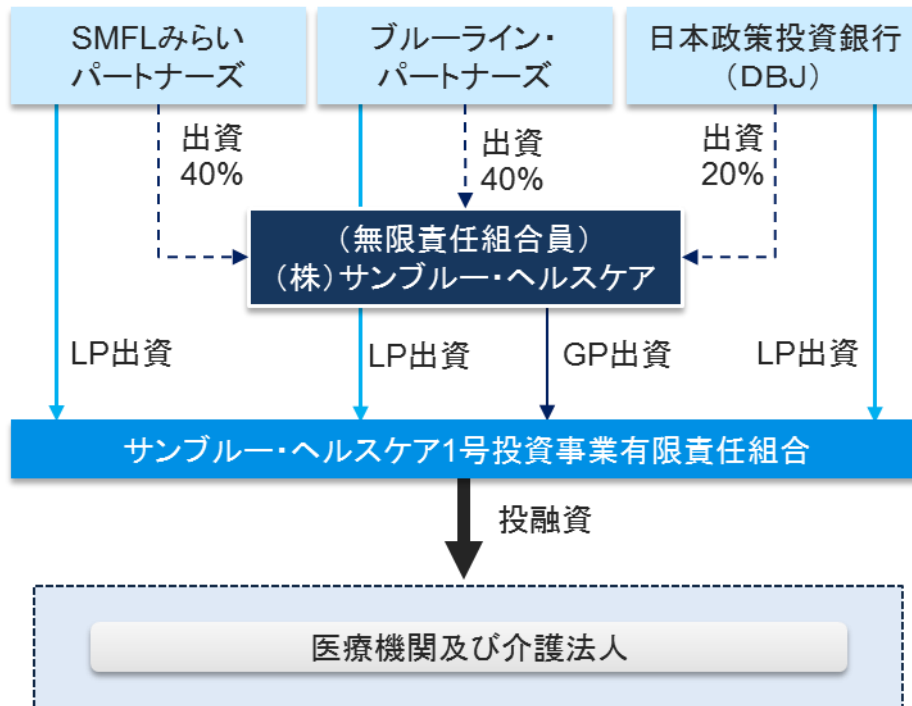 SMFLみらい
パートナーズ
ブルーライン・
パートナーズ
日本政策投資銀行
（DBJ）
出資
40%
出資
40%
出資
20%
（無限責任組合員）
（株）サンブルー・ヘルスケア
LP出資
LP出資
GP出資
LP出資
サンブルー・ヘルスケア1号投資事業有限責任組合
投融資
医療機関及び介護法人